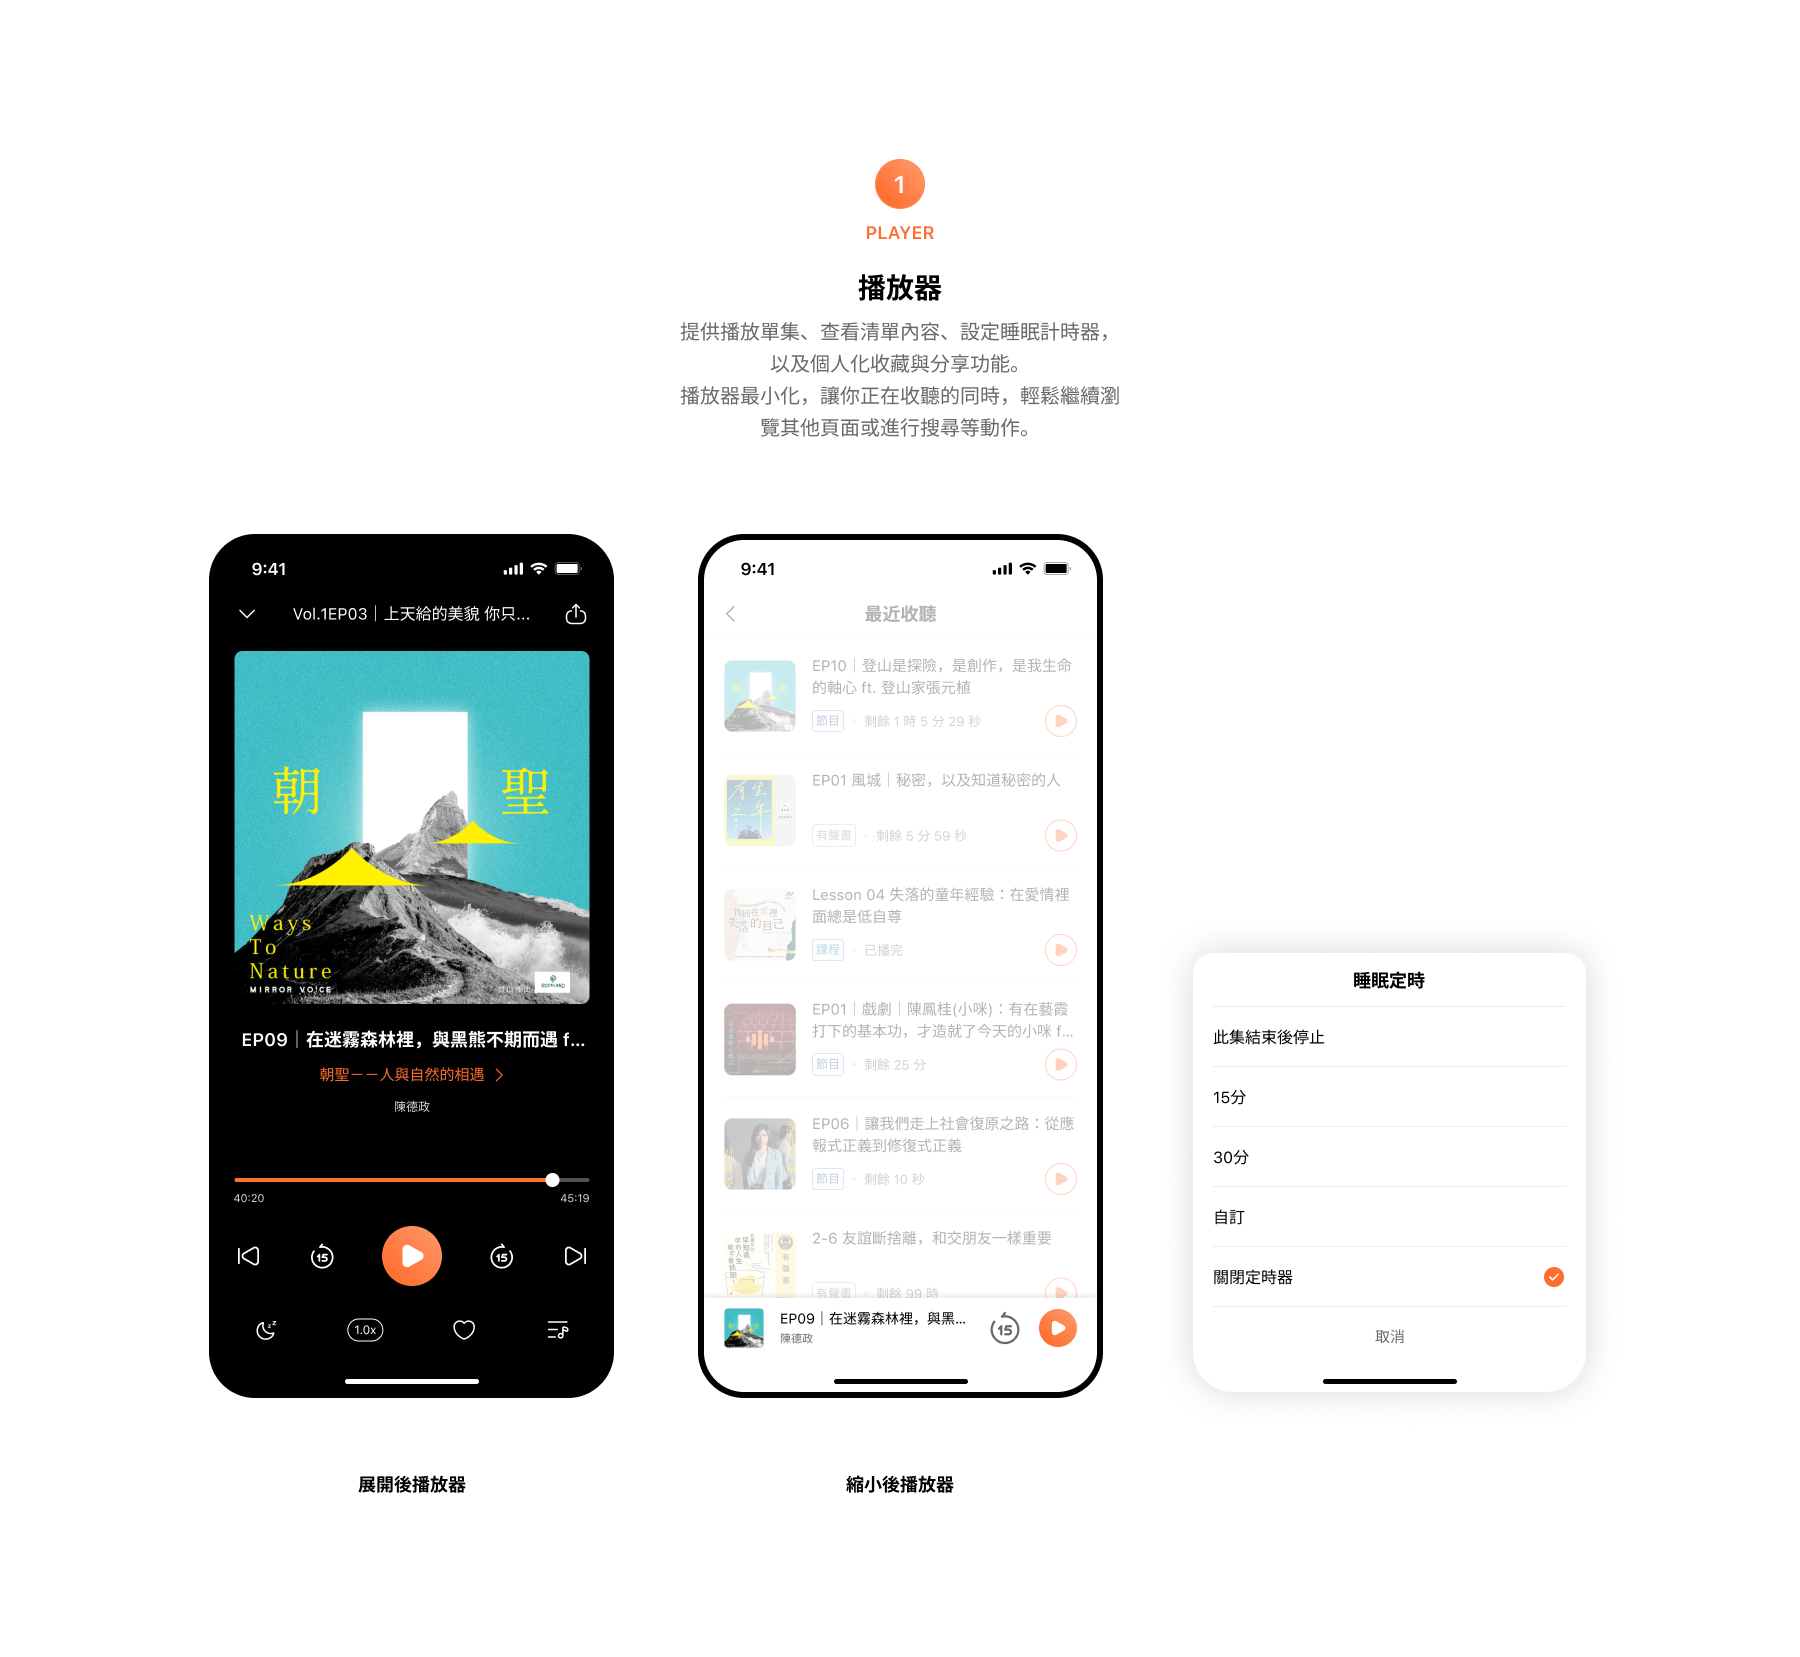 1
PLAYER
播放器
提供播放單集、查看清單內容、設定睡眠計時器，
以及個人化收藏與分享功能。
播放器最小化，讓你正在收聽的同時，輕鬆繼續瀏
覽其他頁面或進行搜尋等動作。
9:41
Vol.1EP03｜上天給的美貌 你只...
朝 聖
Ways
To
Nature
MIRROR VOICE
ROCKLAND
EP09｜在迷霧森林裡，與黑熊不期而遇 f...
朝聖－－人與自然的相遇
陳德政
40:20
45:19
15
15
1.0x
展開後播放器
9:41
最近收聽
EP10｜登山是探險，是創作，是我生命
的軸心 ft. 登山家張元植
節目 • 剩餘 1 時 5 分 29 秒
EP01 風城｜秘密，以及知道秘密的人
有聲書 • 剩餘 5 分 59 秒
找回在愛裡
失落的自己
Lesson 04 失落的童年經驗：在愛情裡
面總是低自尊
課程 • 已播完
EP01｜戲劇｜陳鳳桂(小咪)：有在藝霞
打下的基本功，才造就了今天的小咪 f...
節目 • 剩餘 25 分
EP06｜讓我們走上社會復原之路：從應
報式正義到修復式正義
節目 • 剩餘 10 秒
有聲書
2-6 友誼斷捨離，和交朋友一樣重要
有聲書 • 剩餘 99 時
EP09｜在迷霧森林裡，與黑...
陳德政
15
縮小後播放器
睡眠定時
此集結束後停止
15分
30分
自訂
關閉定時器
取消